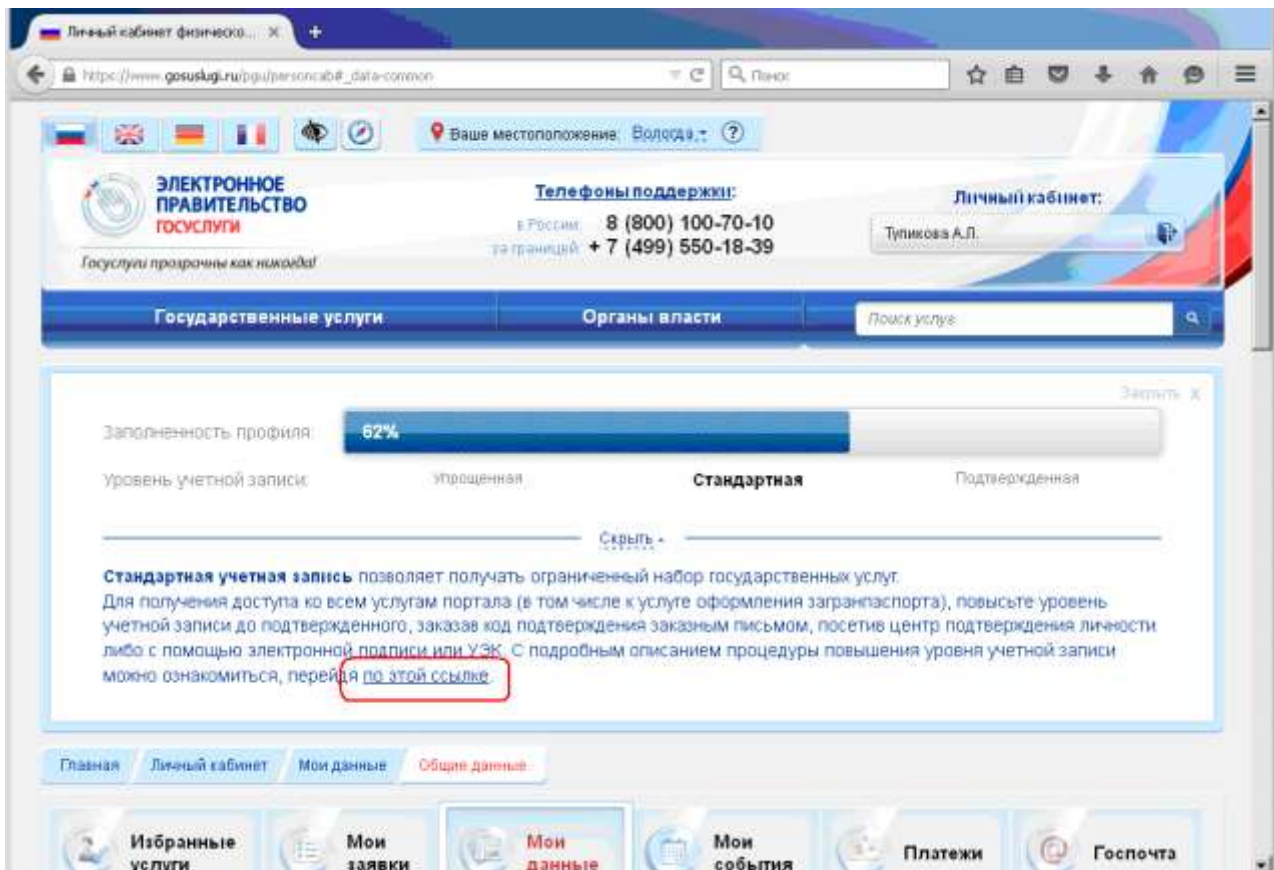 Личный кабинет физическо...
https://www.gosuslugi.ru/pgu/personcab#_data-common
Поиск
Ваше местоположение: Вологда
?
ЭЛЕКТРОННОЕ
ПРАВИТЕЛЬСТВО
ГОСУСЛУГИ
Госуслуги прозрачны как никогда!
Телефоны поддержки:
в России: 8 (800) 100-70-10
за границей: + 7 (499) 550-18-39
Личный кабинет:
Тупикова А.Л.
Государственные услуги
Органы власти
Поиск услуг
Закрыть X
Заполненность профиля: 62%
Уровень учетной записи: Упрощенная Стандартная Подтвержденная
Скрыть
Стандартная учетная запись позволяет получать ограниченный набор государственных услуг.
Для получения доступа ко всем услугам портала (в том числе к услуге оформления загранпаспорта), повысьте уровень
учетной записи до подтвержденного, заказав код подтверждения заказным письмом, посетив центр подтверждения личности
либо с помощью электронной подписи или УЭК. С подробным описанием процедуры повышения уровня учетной записи
можно ознакомиться, перейдя по этой ссылке.
Главная Личный кабинет Мои данные Общие данные
Избранные
услуги
Мои
заявки
Мои
данные
Мои
события
Платежи
Госпочта